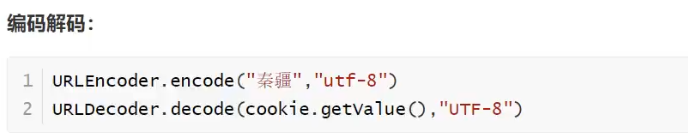 编码解码：
1 URLEncoder.encode("秦疆","utf-8")
2 URLDecoder.decode(cookie.getValue(),"UTF-8")